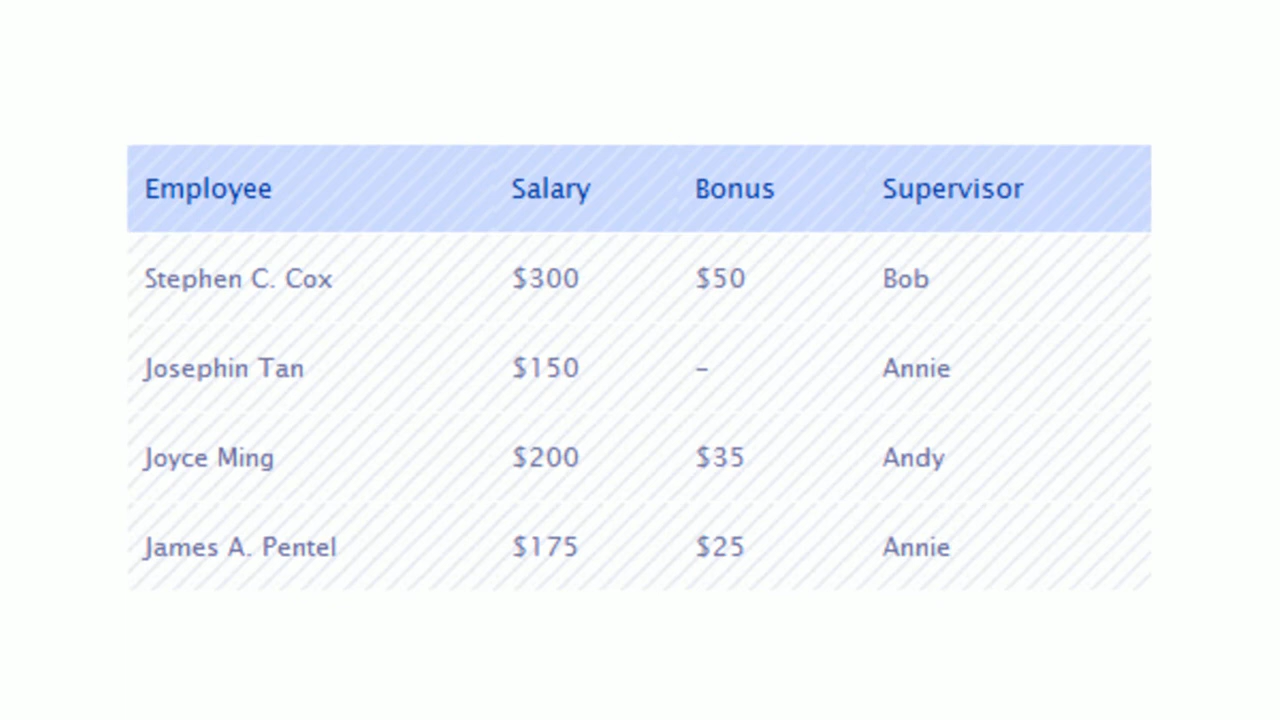 Employee Salary Bonus Supervisor
Stephen C. Cox $300 $50 Bob
Josephin Tan $150 – Annie
Joyce Ming $200 $35 Andy
James A. Pentel $175 $25 Annie